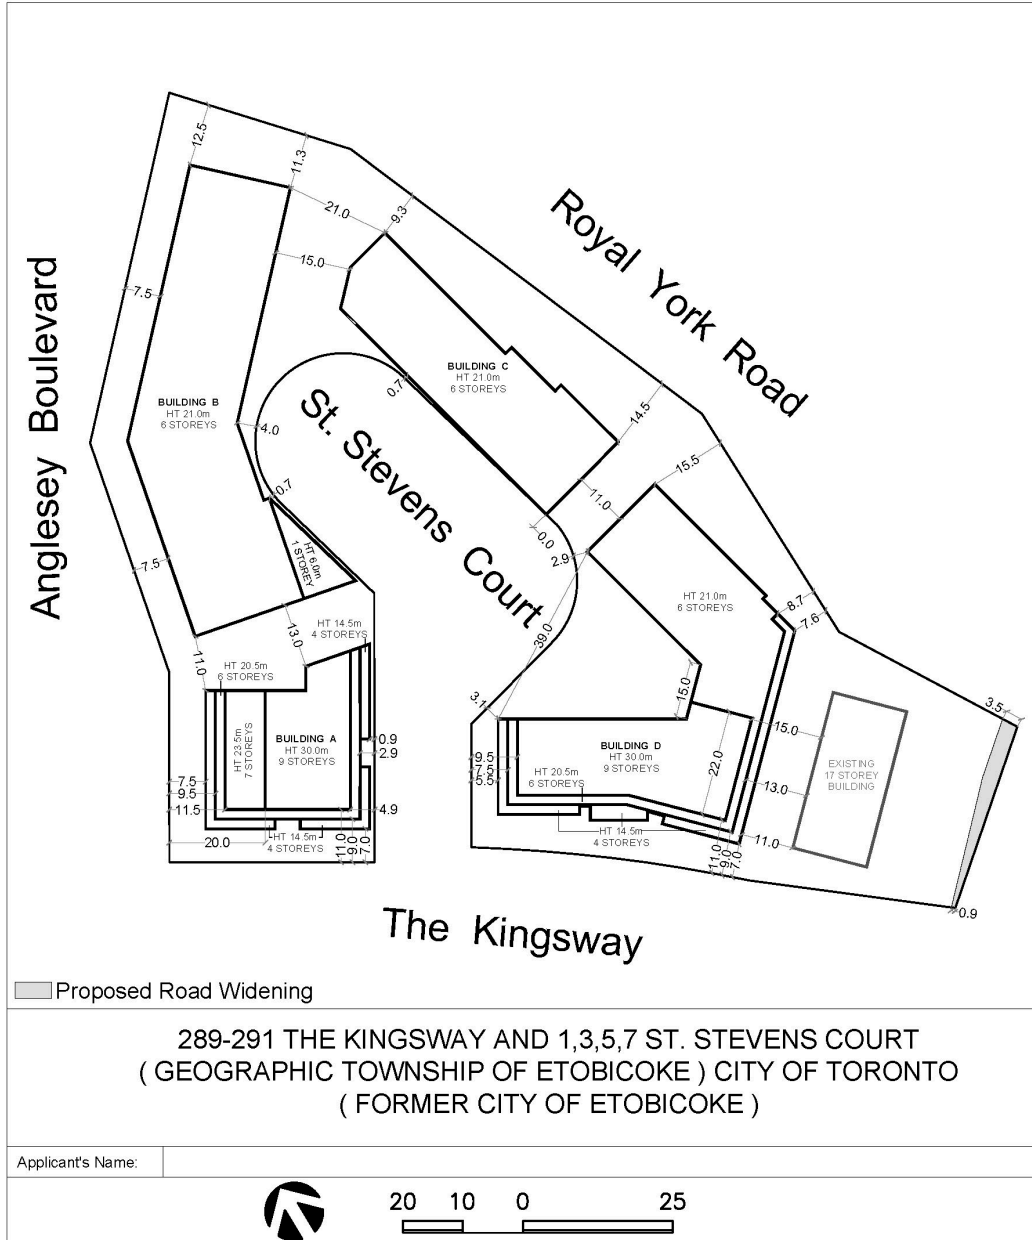 12.5
11.3
21.0
9.3
15.0
Royal York Road
7.5
Anglesey Boulevard
BUILDING B
HT 21.0m
6 STOREYS
BUILDING C
HT 21.0m
6 STOREYS
0.7
4.0
14.5
15.5
St. Stevens Court
0.7
11.0
0.0
2.9
HT 6.0m
1 STOREY
7.5
HT 21.0m
6 STOREYS
8.7
7.6
39.0
13.0
HT 14.5m
4 STOREYS
11.0
HT 20.5m
6 STOREYS
15.0
3.1
3.5
HT 23.5m
7 STOREYS
BUILDING A
HT 30.0m
9 STOREYS
0.9
2.9
15.0
BUILDING D
HT 30.0m
9 STOREYS
22.0
9.5
7.5
5.5
HT 20.5m
6 STOREYS
EXISTING
17 STOREY
BUILDING
13.0
7.5
9.5
11.5
4.9
20.0
HT 14.5m
4 STOREYS
11.0
9.0
7.0
HT 14.5m
4 STOREYS
11.0
9.0
7.0
11.0
0.9
The Kingsway
Proposed Road Widening
289-291 THE KINGSWAY AND 1,3,5,7 ST. STEVENS COURT
( GEOGRAPHIC TOWNSHIP OF ETOBICOKE ) CITY OF TORONTO
( FORMER CITY OF ETOBICOKE )
Applicant's Name:
20 10 0 25